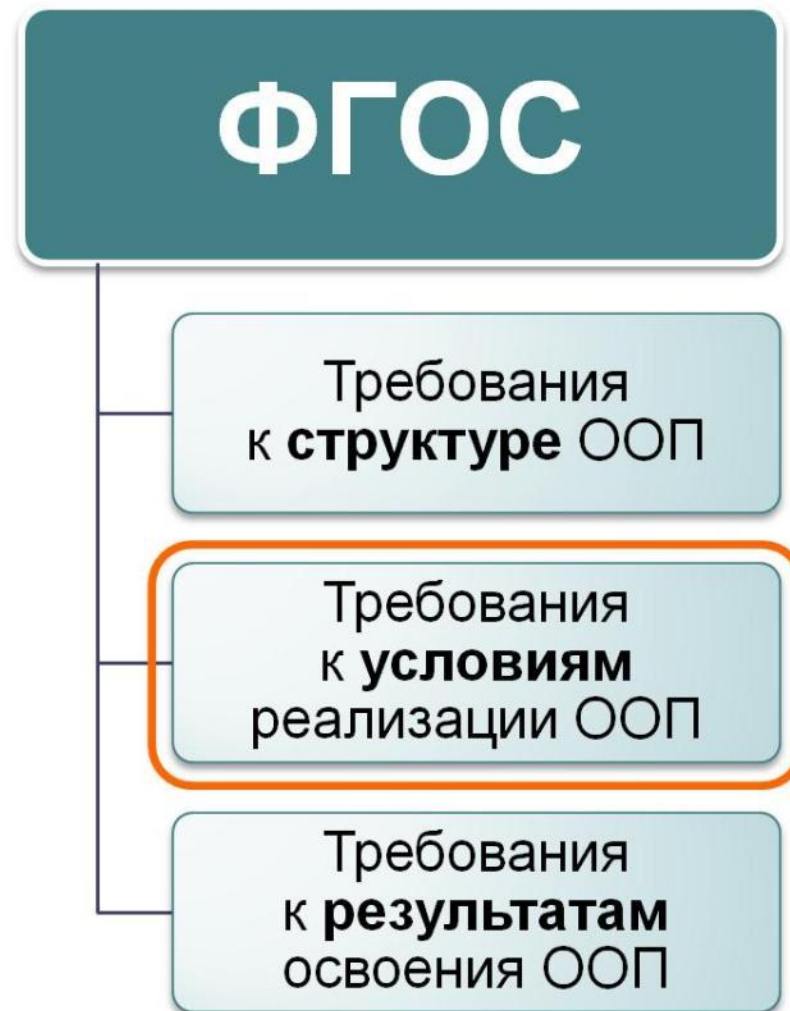 ФГОС
Требования
к структуре ООП
Требования
к условиям
реализации ООП
Требования
к результатам
освоения ООП